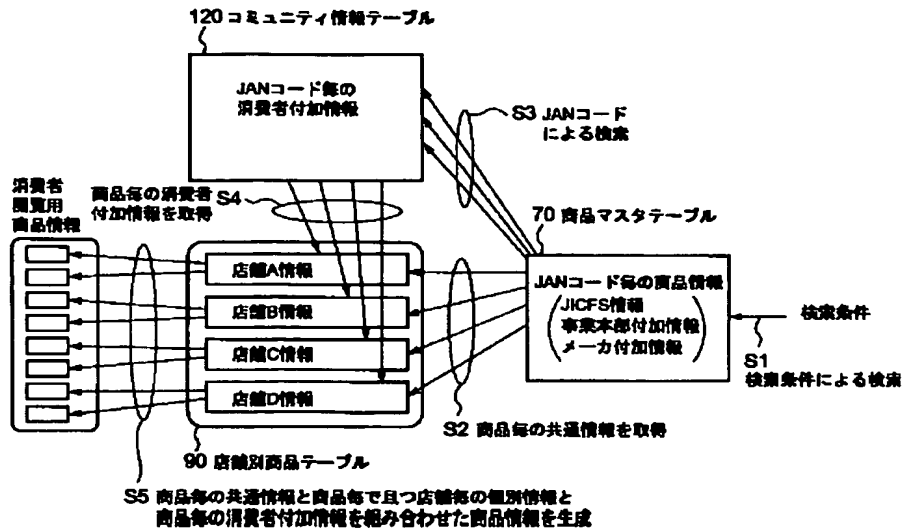 120 コミュニティ情報テーブル
JANコード毎の
消費者付加情報
S3 JANコード
による検索
消費者
閲覧用
商品情報
商品毎の消費者
付加情報を取得
S4
70 商品マスタテーブル
店舗A情報
店舗B情報
店舗C情報
店舗D情報
JANコード毎の商品情報
JICFS情報
事業本部付加情報
メーカ付加情報
検索条件
S1
検索条件による検索
S2 商品毎の共通情報を取得
90 店舗別商品テーブル
S5 商品毎の共通情報と商品毎で且つ店舗毎の個別情報と
商品毎の消費者付加情報を組み合わせた商品情報を生成